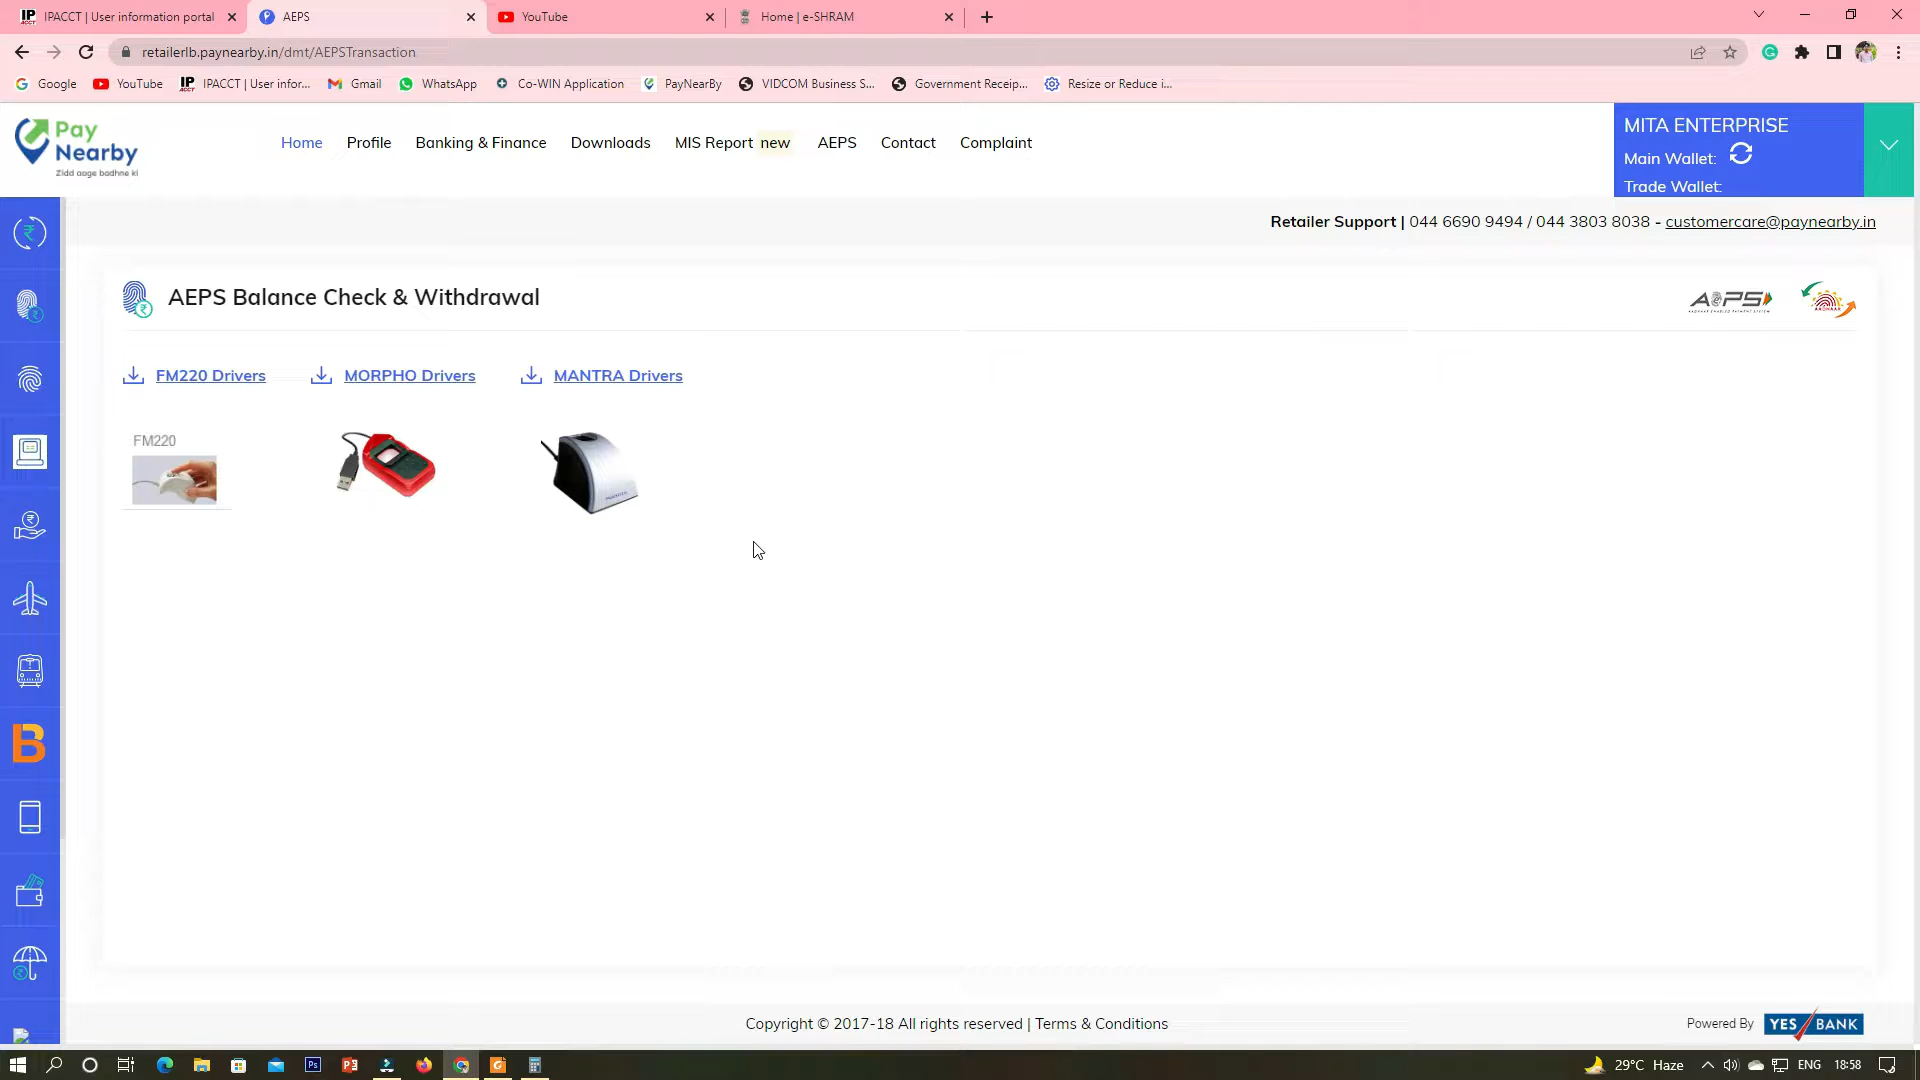 IPACCT | User information portal
AEPS
YouTube
Home | e-SHRAM
retailerlb.paynearby.in/dmt/AEPSTransaction
Google
YouTube
IPACCT | User infor...
Gmail
WhatsApp
Co-WIN Application
PayNearBy
VIDCOM Business S...
Government Receip...
Resize or Reduce i...
Pay
Nearby
Zidd aage badhne ki
Home
Profile
Banking & Finance
Downloads
MIS Report new
AEPS
Contact
Complaint
MITA ENTERPRISE
Main Wallet:
Trade Wallet:
Retailer Support | 044 6690 9494 / 044 3803 8038 - customercare@paynearby.in
AEPS Balance Check & Withdrawal
AEPS
AADHAAR
FM220 Drivers
MORPHO Drivers
MANTRA Drivers
FM220
Copyright © 2017-18 All rights reserved | Terms & Conditions
Powered By
YES BANK
29°C Haze
ENG
18:58